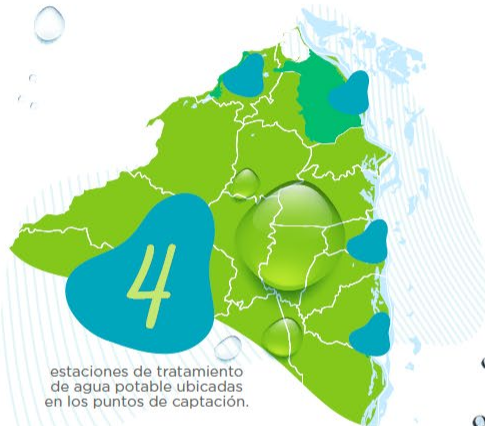 4
estaciones de tratamiento
de agua potable ubicadas
en los puntos de captación.